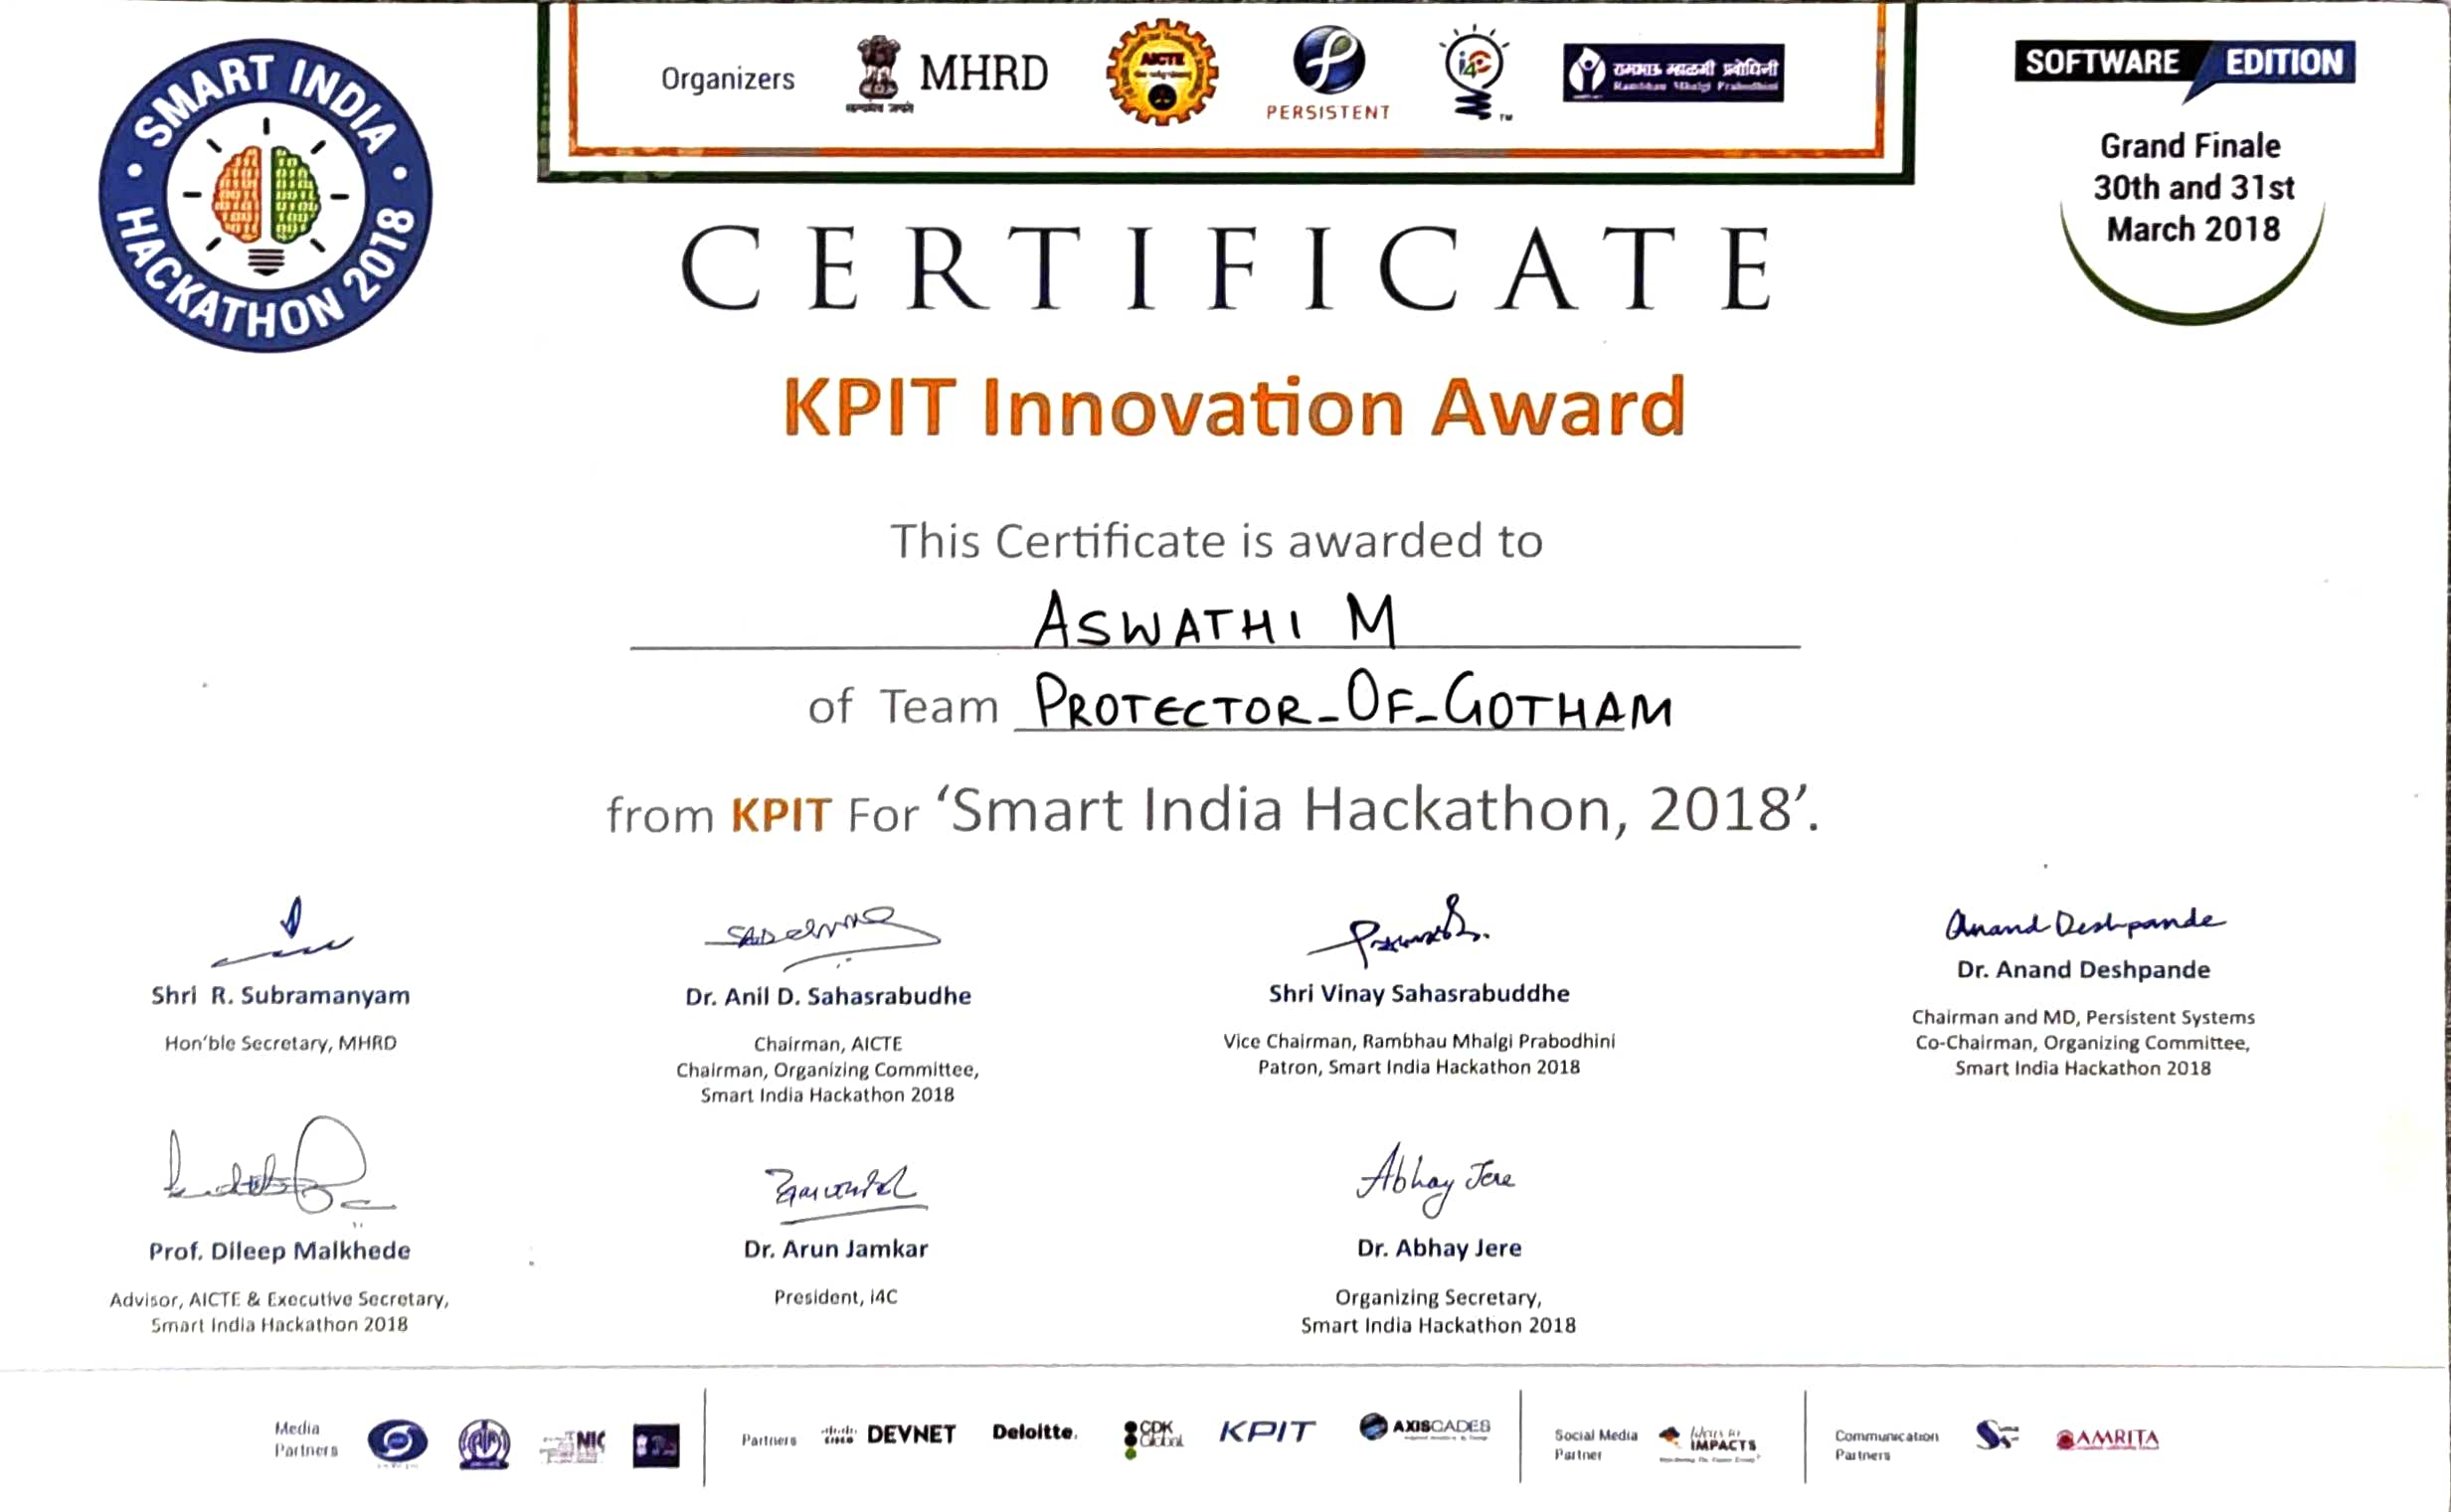 SMART INDIA HACKATHON 2018
Organizers
MHRD
AICTE
PERSISTENT
i4C
TM
रामभाऊ म्हाळगी प्रबोधिनी
Rambhau Mhalgi Prabodhini
SOFTWARE EDITION
Grand Finale
30th and 31st
March 2018
CERTIFICATE
KPIT Innovation Award
This Certificate is awarded to
ASWATHI M
of Team PROTECTOR_OF_GOTHAM
from KPIT For ‘Smart India Hackathon, 2018’.
Shri R. Subramanyam
Hon'ble Secretary, MHRD
Dr. Anil D. Sahasrabudhe
Chairman, AICTE
Chairman, Organizing Committee,
Smart India Hackathon 2018
Shri Vinay Sahasrabuddhe
Vice Chairman, Rambhau Mhalgi Prabodhini
Patron, Smart India Hackathon 2018
Anand Deshpande
Dr. Anand Deshpande
Chairman and MD, Persistent Systems
Co-Chairman, Organizing Committee,
Smart India Hackathon 2018
Prof. Dileep Malkhede
Advisor, AICTE & Executive Secretary,
Smart India Hackathon 2018
Dr. Arun Jamkar
President, i4C
Abhay Jere
Dr. Abhay Jere
Organizing Secretary,
Smart India Hackathon 2018
Media
Partners
NIC
Partners
CISCO DEVNET
Deloitte.
CDK
Global
KPIT
AXISCADES
Social Media
Partner
IMPACTS
Communication
Partners
AMRITA